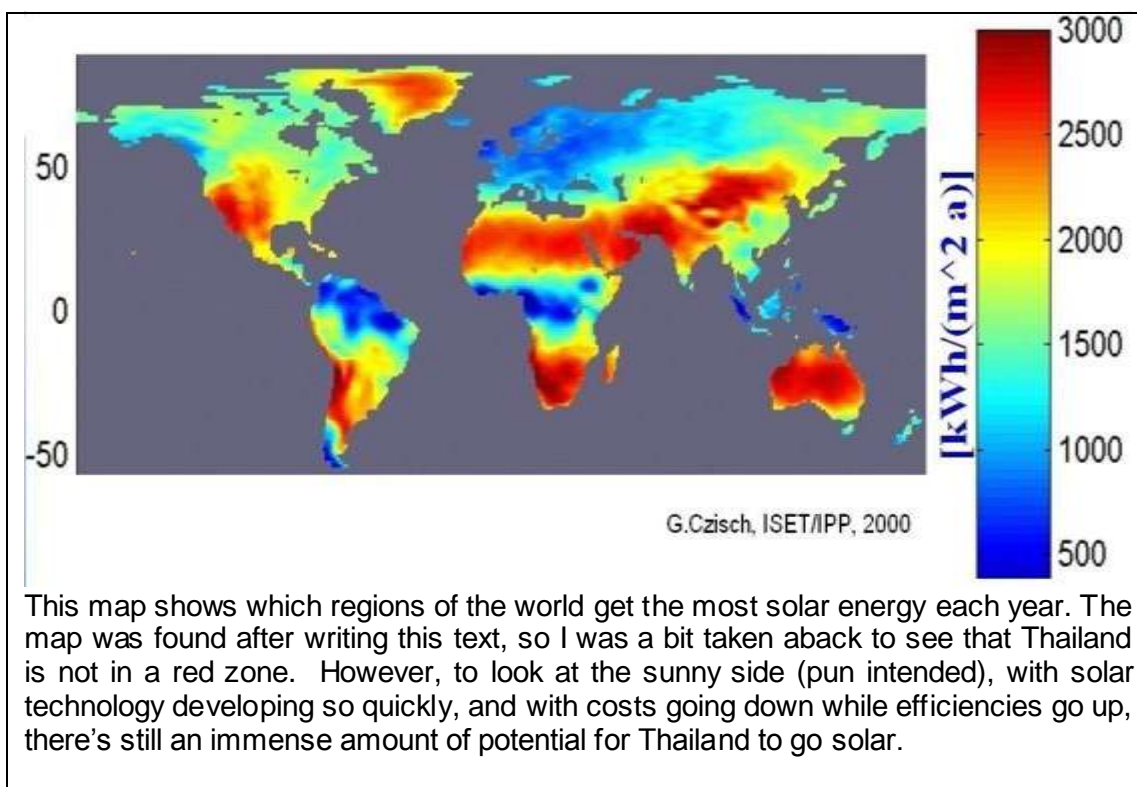 3000
2500
2000
1500
1000
500
[kWh/(m^2 a)]
50
0
-50
G.Czisch, ISET/IPP, 2000
This map shows which regions of the world get the most solar energy each year. The
map was found after writing this text, so I was a bit taken aback to see that Thailand
is not in a red zone. However, to look at the sunny side (pun intended), with solar
technology developing so quickly, and with costs going down while efficiencies go up,
there's still an immense amount of potential for Thailand to go solar.